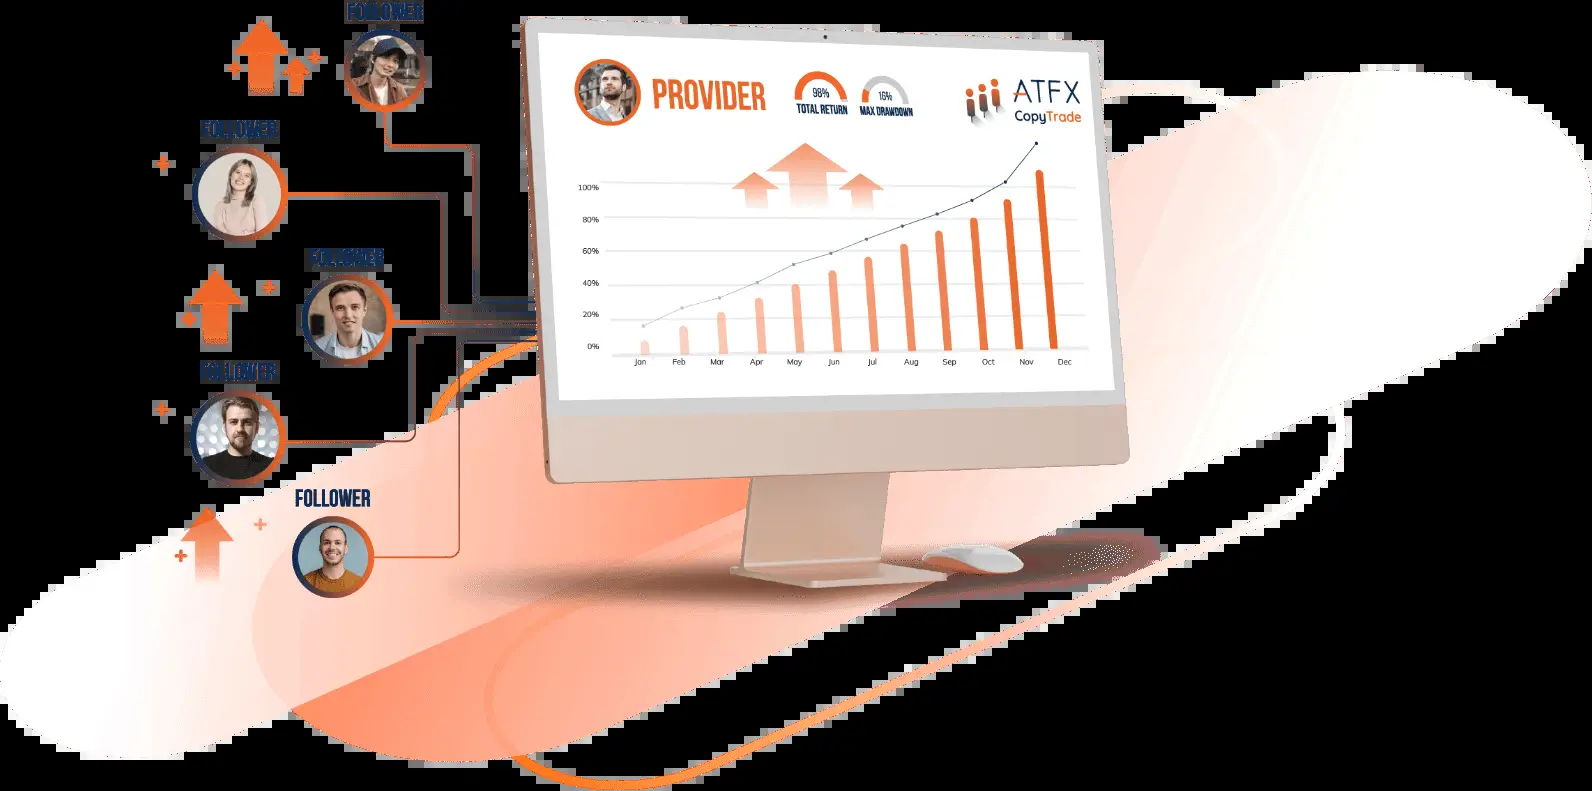 FOLLOWER
FOLLOWER
FOLLOWER
FOLLOWER
FOLLOWER
PROVIDER
98%
TOTAL RETURN
16%
MAX DRAWDOWN
ATFX
CopyTrade
100%
80%
60%
40%
20%
0%
Jan Feb Mar Apr May Jun Jul Aug Sep Oct Nov Dec